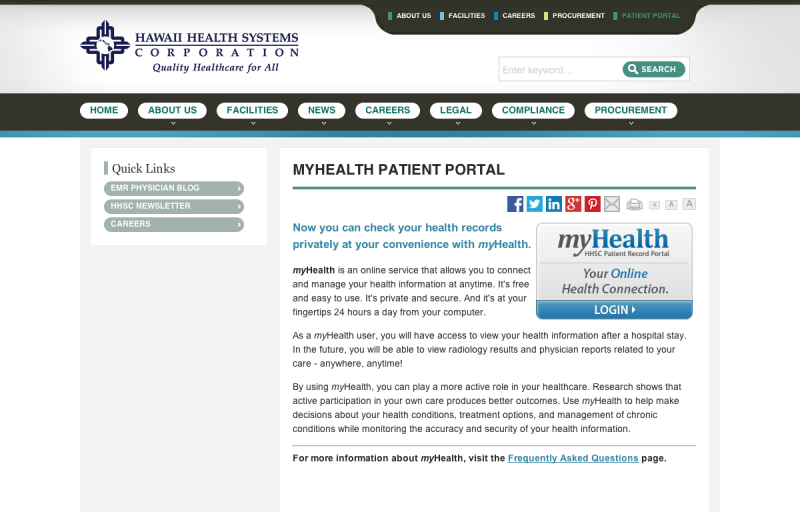 ABOUT US FACILITIES CAREERS PROCUREMENT PATIENT PORTAL
HAWAII HEALTH SYSTEMS
CORPORATION
Quality Healthcare for All
Enter keyword... SEARCH
HOME ABOUT US FACILITIES NEWS CAREERS LEGAL COMPLIANCE PROCUREMENT
Quick Links
EMR PHYSICIAN BLOG
HHSC NEWSLETTER
CAREERS
MYHEALTH PATIENT PORTAL
A A A
Now you can check your health records
privately at your convenience with myHealth.
myHealth
HHSC Patient Record Portal
Your Online
Health Connection.
LOGIN
myHealth is an online service that allows you to connect
and manage your health information at anytime. It's free
and easy to use. It's private and secure. And it's at your
fingertips 24 hours a day from your computer.
As a myHealth user, you will have access to view your health information after a hospital stay.
In the future, you will be able to view radiology results and physician reports related to your
care - anywhere, anytime!
By using myHealth, you can play a more active role in your healthcare. Research shows that
active participation in your own care produces better outcomes. Use myHealth to help make
decisions about your health conditions, treatment options, and management of chronic
conditions while monitoring the accuracy and security of your health information.
For more information about myHealth, visit the Frequently Asked Questions page.